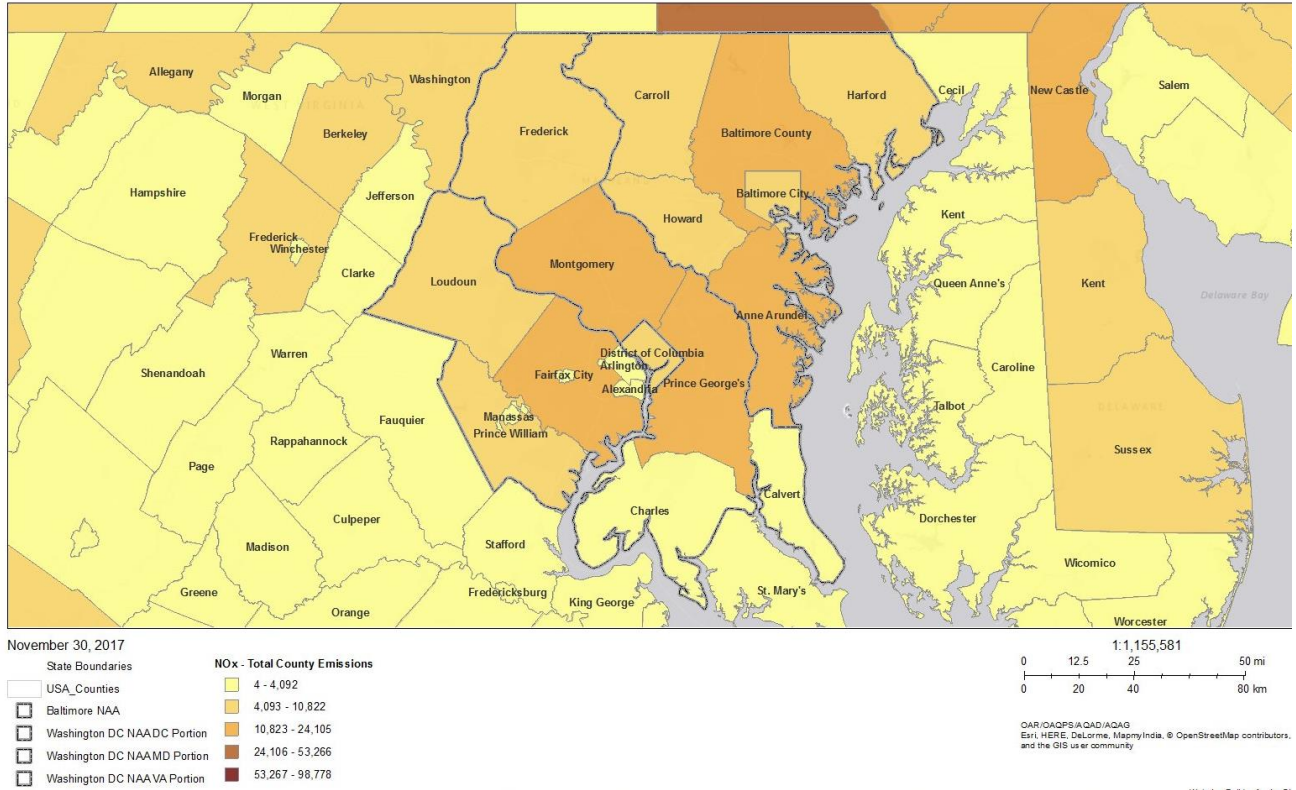 Allegany
Morgan
Washington
Carroll
Harford
Cecil
New Castle
Salem
Frederick
Berkeley
Baltimore County
Hampshire
Jefferson
Baltimore City
Kent
Howard
Frederick
Winchester
Clarke
Loudoun
Montgomery
Queen Anne's
Kent
Delaware Bay
Anne Arundel
Warren
District of Columbia
Arlington
Shenandoah
Fairfax City
Prince George's
Caroline
Alexandria
Talbot
DELAWARE
Fauquier
Manassas
Prince William
Rappahannock
Sussex
Page
Calvert
Charles
Culpeper
Dorchester
Madison
Stafford
Wicomico
Greene
Fredericksburg
St. Mary's
King George
Orange
Worcester
November 30, 2017
State Boundaries
USA_Counties
Baltimore NAA
Washington DC NAA DC Portion
Washington DC NAA MD Portion
Washington DC NAA VA Portion
NOx - Total County Emissions
4 - 4,092
4,093 - 10,822
10,823 - 24,105
24,106 - 53,266
53,267 - 98,778
1:1,155,581
0 12.5 25 50 mi
0 20 40 80 km
OAR/OAQPS/AQAD/AQAG
Esri, HERE, DeLorme, MapmyIndia, © OpenStreetMap contributors,
and the GIS user community